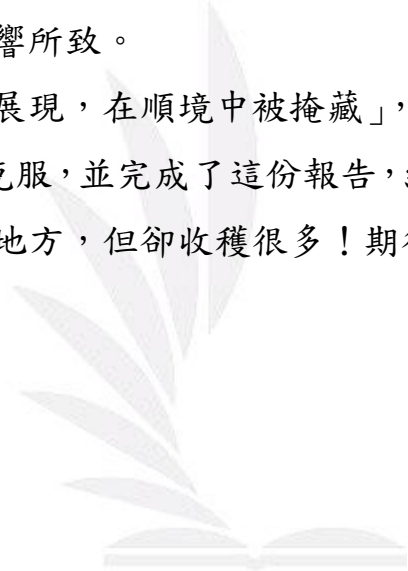 響所致。
展現，在順境中被掩藏」，
克服，並完成了這份報告，
地方，但卻收穫很多！期